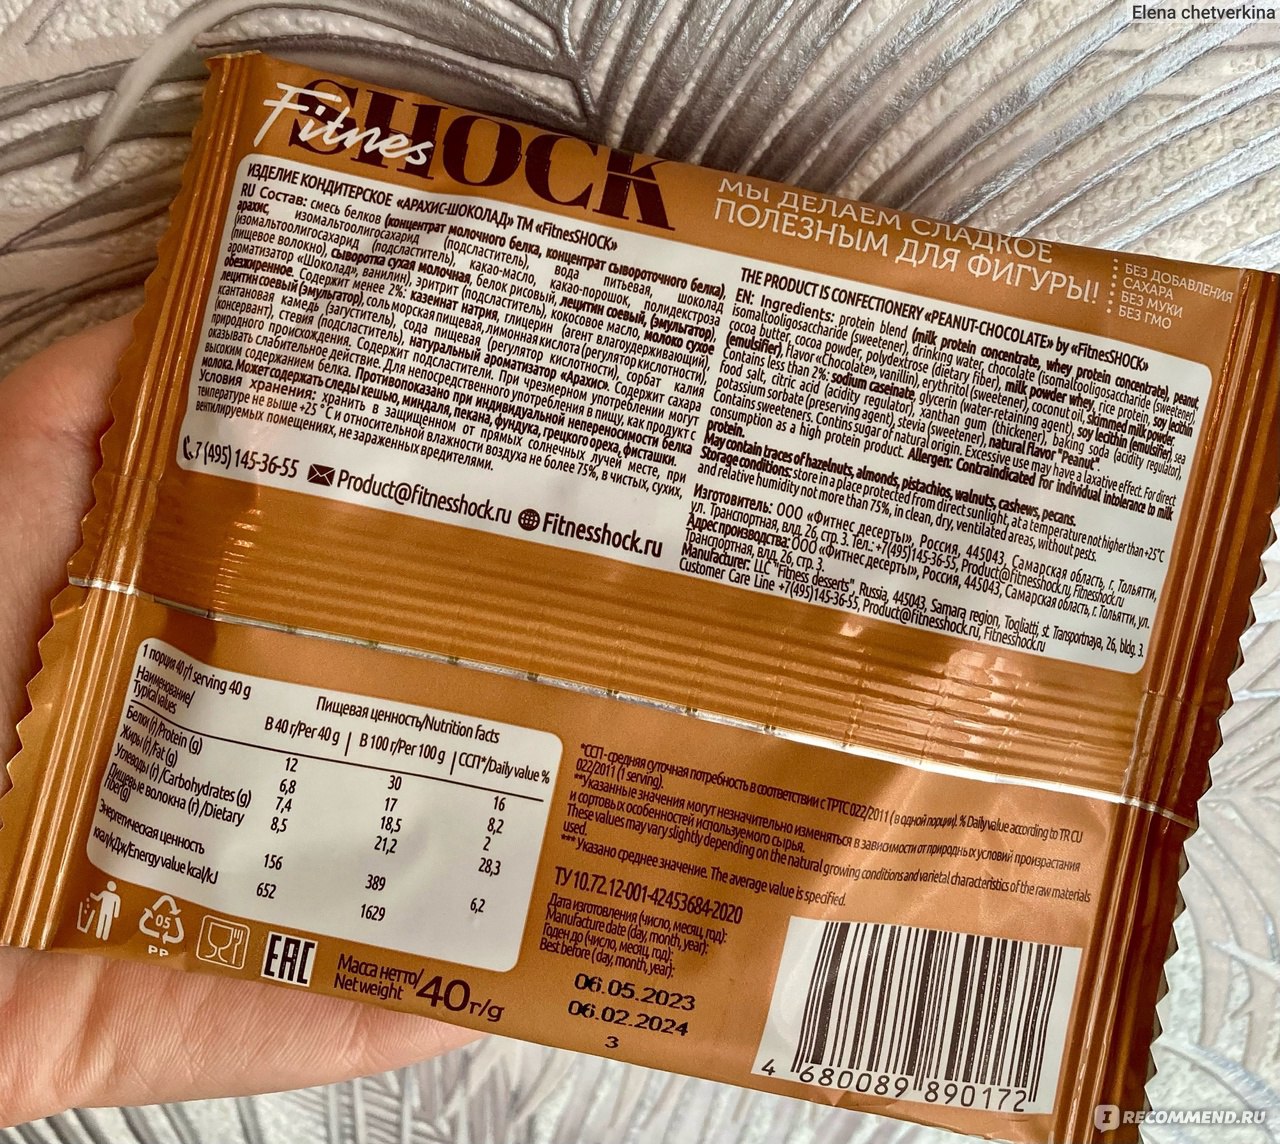 Elena chetverkina
Fitnes
SHOCK
МЫ ДЕЛАЕМ СЛАДКОЕ
ПОЛЕЗНЫМ ДЛЯ ФИГУРЫ!
БЕЗ ДОБАВЛЕНИЯ
САХАРА
БЕЗ МУКИ
БЕЗ ГМО
ИЗДЕЛИЕ КОНДИТЕРСКОЕ «АРАХИС-ШОКОЛАД» ТМ «FitnesSHOCK»
RU Состав: смесь белков (концентрат молочного белка, концентрат сывороточного белка),
арахис, изомальтоолигосахарид (подсластитель), вода питьевая, шоколад
(изомальтоолигосахарид (подсластитель), какао-масло, какао-порошок, полидекстроза
(пищевое волокно), сыворотка сухая молочная, белок рисовый, лецитин соевый, (эмульгатор),
ароматизатор «Шоколад», ванилин), эритрит (подсластитель), кокосовое масло, молоко сухое
обезжиренное. Содержит менее 2%: казеинат натрия, глицерин (агент влагоудерживающий),
лецитин соевый (эмульгатор), соль морская пищевая, лимонная кислота (регулятор кислотности),
ксантановая камедь (загуститель), сода пищевая (регулятор кислотности), сорбат калия
(консервант), стевия (подсластитель), натуральный ароматизатор «Арахис». Содержит сахара
природного происхождения. Содержит подсластители. При чрезмерном употреблении могут
оказывать слабительное действие. Для непосредственного употребления в пищу, как продукт с
высоким содержанием белка. Противопоказано при индивидуальной непереносимости белка
молока. Может содержать следы кешью, миндаля, пекана, фундука, грецкого ореха, фисташки.
Условия хранения: хранить в защищенном от прямых солнечных лучей месте, при
температуре не выше +25 °С и относительной влажности воздуха не более 75%, в чистых, сухих,
вентилируемых помещениях, не зараженных вредителями.
7 (495) 145-36-55 Product@fitnesshock.ru Fitnesshock.ru
THE PRODUCT IS CONFECTIONERY «PEANUT-CHOCOLATE» by «FitnesSHOCK»
EN: Ingredients: protein blend (milk protein concentrate, whey protein concentrate), peanut,
isomaltooligosaccharide (sweetener), drinking water, chocolate (isomaltooligosaccharide (sweetener),
cocoa butter, cocoa powder, polydextrose (dietary fiber), milk powder whey, rice protein, soy lecithin
(emulsifier), flavor «Chocolate» vanillin), erythritol (sweetener), coconut oil, skimmed milk powder.
Contains less than 2%: sodium caseinate, glycerin (water-retaining agent), soy lecithin (emulsifier) sea
food salt, citric acid (acidity regulator), xanthan gum (thickener), baking soda (acidity regulator),
potassium sorbate (preserving agent), stevia (sweetener), natural flavor "Peanut".
Contains sweeteners. Contains sugar of natural origin. Excessive use may have a laxative effect. For direct
consumption as a high protein product. Allergen: Contraindicated for individual intolerance to milk
protein.
May contain traces of hazelnuts, almonds, pistachios, walnuts, cashews, pecans.
Storage conditions: store in a place protected from direct sunlight, at a temperature not higher than +25°C
and relative humidity not more than 75%, in clean, dry, ventilated areas, without pests.
Изготовитель: ООО «Фитнес десерты», Россия, 445043, Самарская область, г. Тольятти,
ул. Транспортная, влд. 26, стр. 3. Тел.: +7(495)145-36-55, Product@fitnesshock.ru, Fitnesshock.ru
Адрес производства: ООО «Фитнес десерты», Россия, 445043, Самарская область, г. Тольятти, ул.
Транспортная, влд. 26, стр. 3.
Manufacturer: LLC "Fitness desserts", Russia, 445043, Samara region, Togliatti, st. Transportnaya, 26, bldg. 3.
Customer Care Line +7(495)145-36-55, Product@fitnesshock.ru, Fitnesshock.ru
1 порция 40 г/1 serving 40 g
Пищевая ценность/Nutrition facts
Наименование/
Typical values
В 40 г/Per 40 g
В 100 г/Per 100 g
ССП*/Daily value %
Белки (г)/Protein (g) 12 30 16
Жиры (г)/Fat (g) 6,8 17 8,2
Углеводы (г)/Carbohydrates (g) 7,4 18,5 2
Пищевые волокна (г)/Dietary
fiber(g) 8,5 21,2 28,3
Энергетическая ценность
ккал/кДж/Energy value kcal/kJ
156 389
652 1629 6,2
*ССП-средняя суточная потребность в соответствии с ТРТС 022/2011 (в одной порции). % Daily value according to TR CU
022/2011 (1 serving).
**Указанные значения могут незначительно изменяться в зависимости от природных условий произрастания
и сортовых особенностей используемого сырья.
These values may vary slightly depending on the natural growing conditions and varietal characteristics of the raw materials
used.
*** Указано среднее значение. The average value is specified.
ТУ 10.72.12-001-42453684-2020
Дата изготовления (число, месяц, год):
Manufacture date (day, month, year):
Годен до (число, месяц, год):
Best before (day, month, year):
06.05.2023
06.02.2024
3
05
PP
EAC
Масса нетто/
Net weight
40г/g
4 680089 890172
RECOMMEND.RU